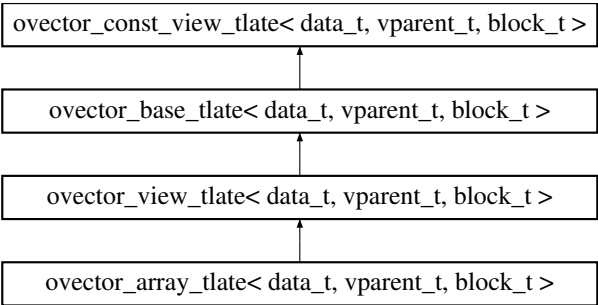 ovector_const_view_tlate< data_t, vparent_t, block_t >
ovector_base_tlate< data_t, vparent_t, block_t >
ovector_view_tlate< data_t, vparent_t, block_t >
ovector_array_tlate< data_t, vparent_t, block_t >